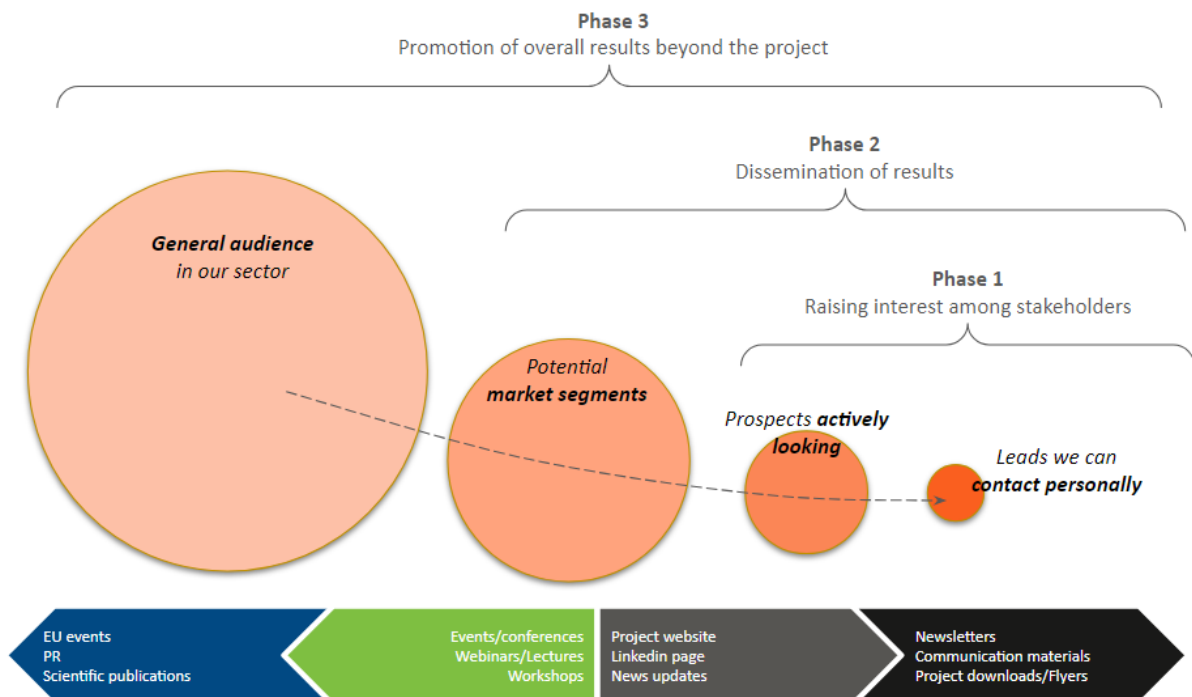 Phase 3
Promotion of overall results beyond the project
Phase 2
Dissemination of results
Phase 1
Raising interest among stakeholders
General audience
in our sector
Potential
market segments
Prospects actively
looking
Leads we can
contact personally
EU events
PR
Scientific publications
Events/conferences
Webinars/Lectures
Workshops
Project website
Linkedin page
News updates
Newsletters
Communication materials
Project downloads/Flyers